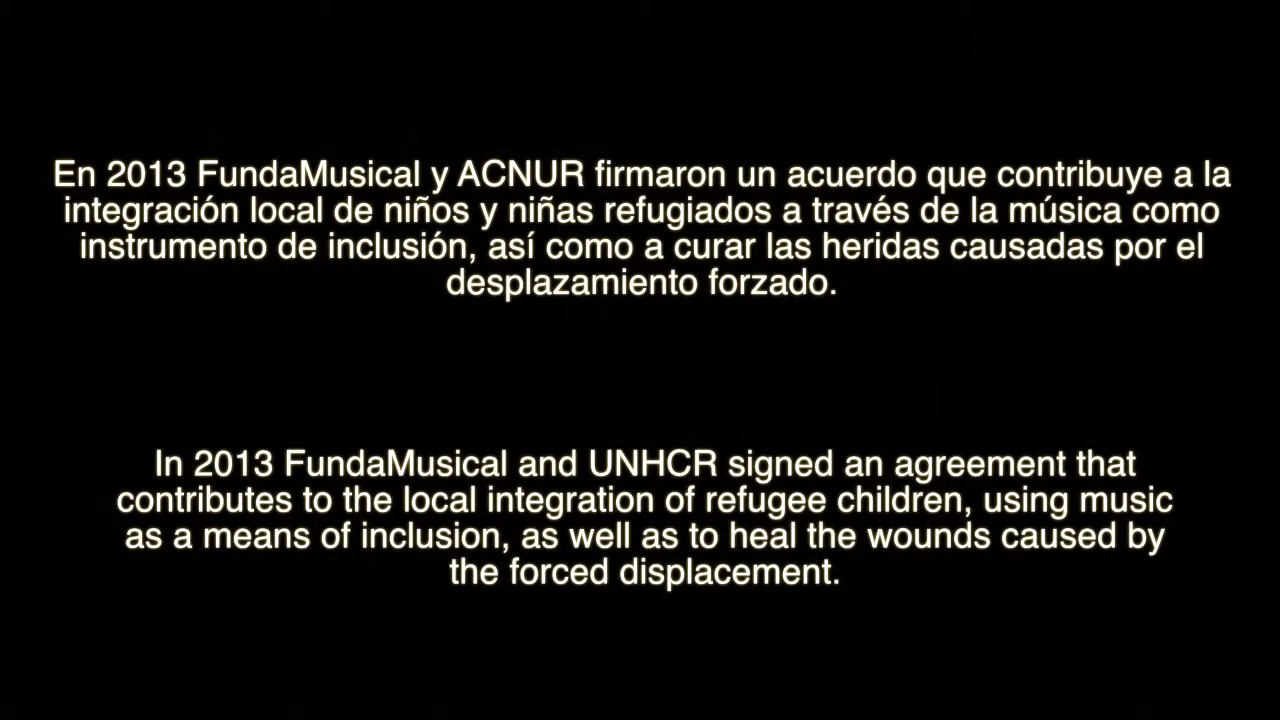 En 2013 FundaMusical y ACNUR firmaron un acuerdo que contribuye a la
integración local de niños y niñas refugiados a través de la música como
instrumento de inclusión, así como a curar las heridas causadas por el
desplazamiento forzado.
In 2013 FundaMusical and UNHCR signed an agreement that
contributes to the local integration of refugee children, using music
as a means of inclusion, as well as to heal the wounds caused by
the forced displacement.